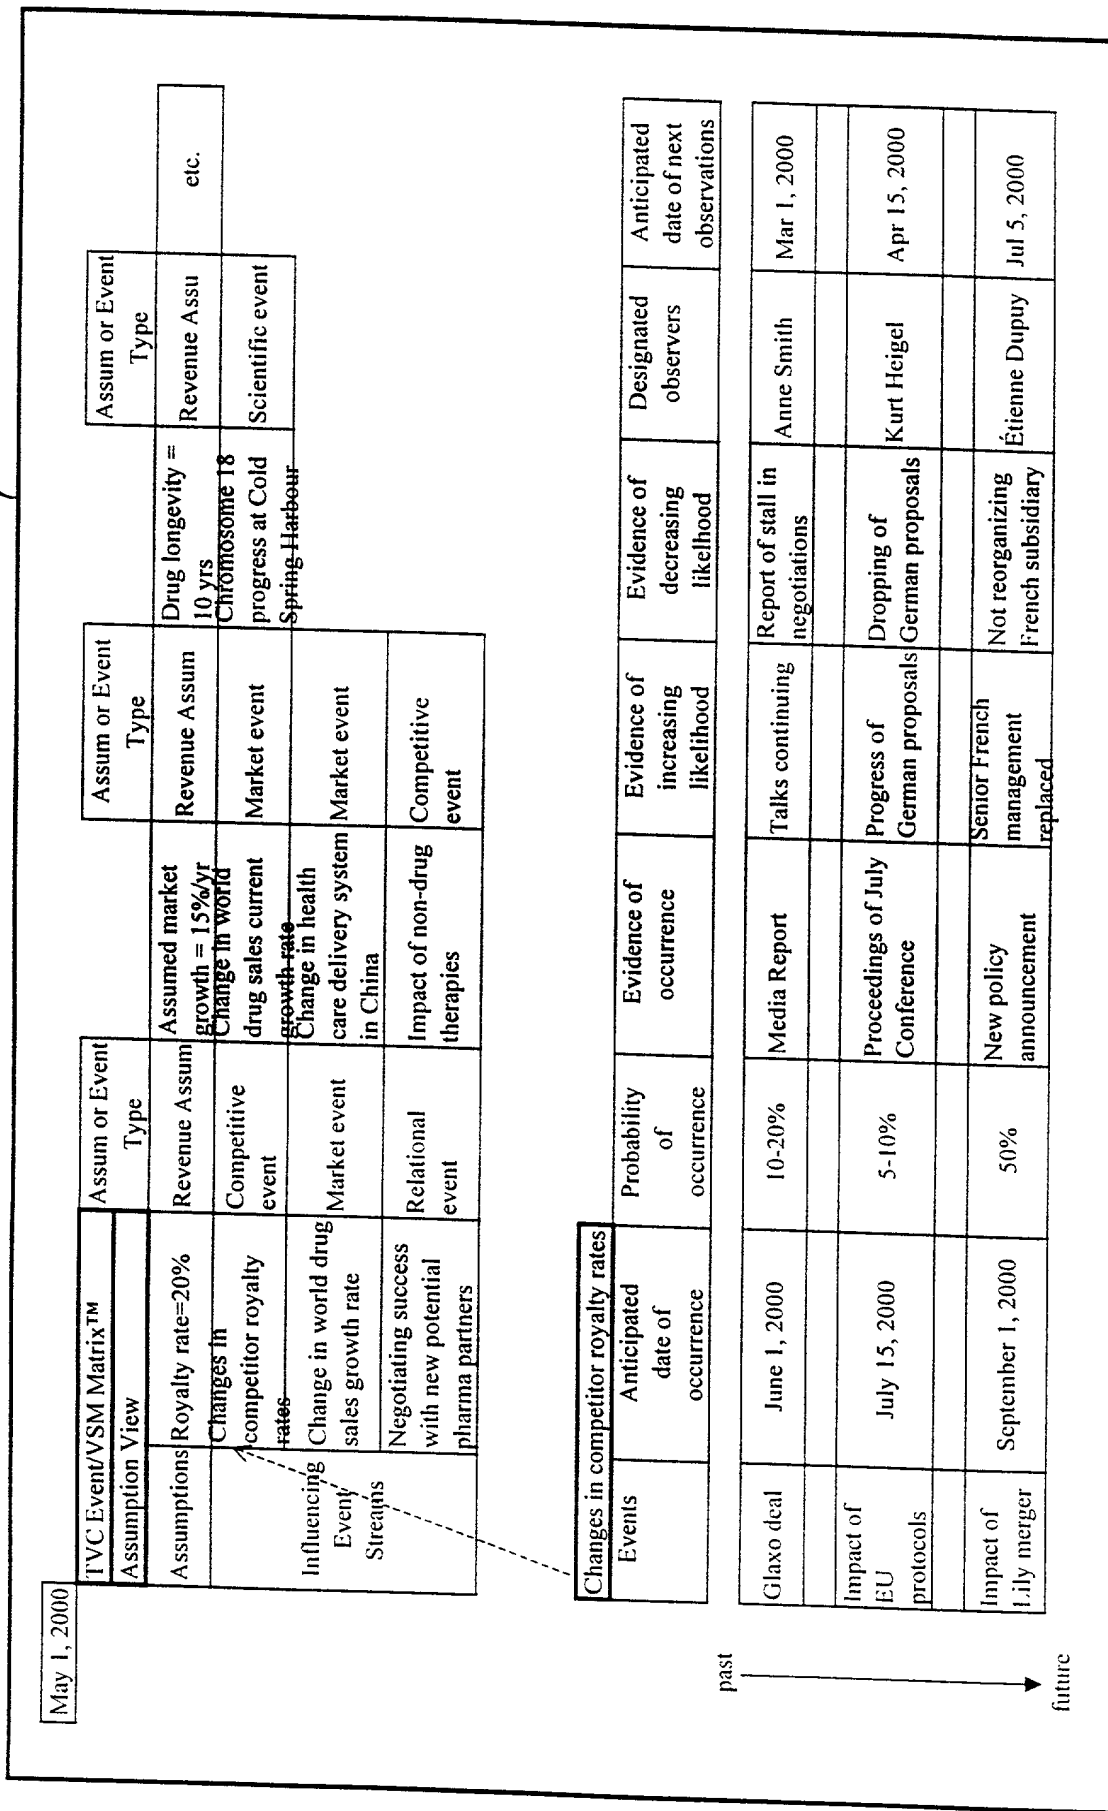 May 1, 2000
TVC Event/VSM Matrix™
Assumption View
Assum or Event
Type
Assum or Event
Type
Assum or Event
Type
Assumptions
Royalty rate=20%
Revenue Assum
Assumed market
growth = 15%/yr
Revenue Assum
Drug longevity =
10 yrs
Revenue Assu
etc.
Influencing
Event
Streams
Changes in
competitor royalty
rates
Competitive
event
Change in world
drug sales current
growth rate
Market event
Chromosome 18
progress at Cold
Spring Harbour
Scientific event
Change in world drug
sales growth rate
Market event
Change in health
care delivery system
in China
Market event
Negotiating success
with new potential
pharma partners
Relational
event
Impact of non-drug
therapies
Competitive
event
Changes in competitor royalty rates
Events
Anticipated
date of
occurrence
Probability
of
occurrence
Evidence of
occurrence
Evidence of
increasing
likelihood
Evidence of
decreasing
likelhood
Designated
observers
Anticipated
date of next
observations
past
future
Glaxo deal
June 1, 2000
10-20%
Media Report
Talks continuing
Report of stall in
negotiations
Anne Smith
Mar 1, 2000
Impact of
EU
protocols
July 15, 2000
5-10%
Proceedings of July
Conference
Progress of
German proposals
Dropping of
German proposals
Kurt Heigel
Apr 15, 2000
Impact of
Lily merger
September 1, 2000
50%
New policy
announcement
Senior French
management
replaced
Not reorganizing
French subsidiary
Étienne Dupuy
Jul 5, 2000